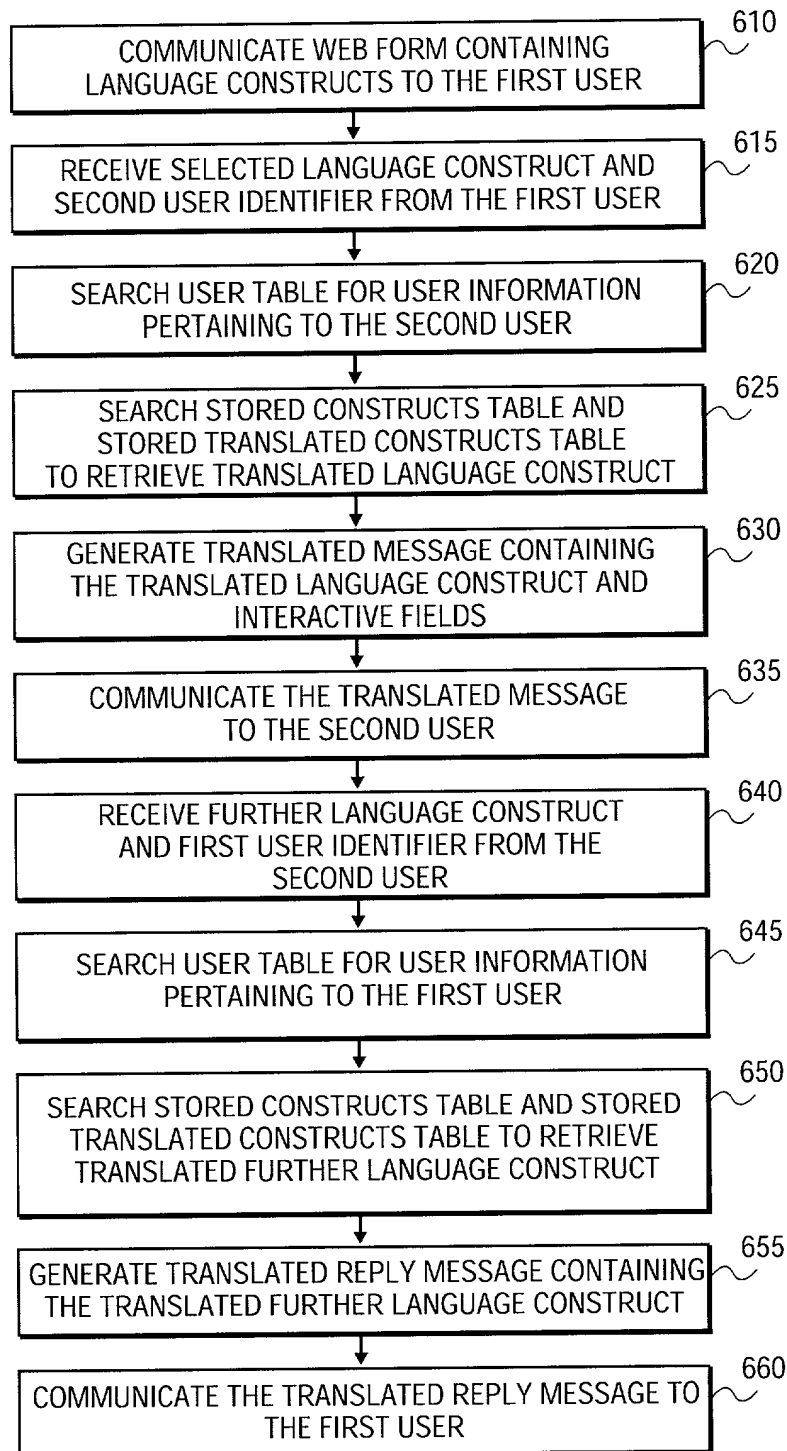 610
COMMUNICATE WEB FORM CONTAINING
LANGUAGE CONSTRUCTS TO THE FIRST USER
615
RECEIVE SELECTED LANGUAGE CONSTRUCT AND
SECOND USER IDENTIFIER FROM THE FIRST USER
620
SEARCH USER TABLE FOR USER INFORMATION
PERTAINING TO THE SECOND USER
625
SEARCH STORED CONSTRUCTS TABLE AND
STORED TRANSLATED CONSTRUCTS TABLE
TO RETRIEVE TRANSLATED LANGUAGE CONSTRUCT
630
GENERATE TRANSLATED MESSAGE CONTAINING
THE TRANSLATED LANGUAGE CONSTRUCT AND
INTERACTIVE FIELDS
635
COMMUNICATE THE TRANSLATED MESSAGE
TO THE SECOND USER
640
RECEIVE FURTHER LANGUAGE CONSTRUCT
AND FIRST USER IDENTIFIER FROM THE
SECOND USER
645
SEARCH USER TABLE FOR USER INFORMATION
PERTAINING TO THE FIRST USER
650
SEARCH STORED CONSTRUCTS TABLE AND STORED
TRANSLATED CONSTRUCTS TABLE TO RETRIEVE
TRANSLATED FURTHER LANGUAGE CONSTRUCT
655
GENERATE TRANSLATED REPLY MESSAGE CONTAINING
THE TRANSLATED FURTHER LANGUAGE CONSTRUCT
660
COMMUNICATE THE TRANSLATED REPLY MESSAGE TO
THE FIRST USER